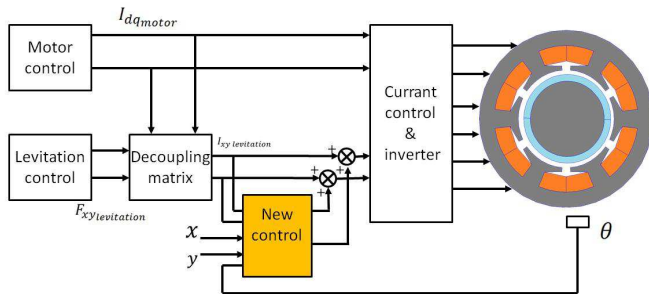 I_dq_motor
Motor
control
Currant
control
&
inverter
Levitation
control
Decoupling
matrix
I_xy levitation
+
+
+
+
F_xy_levitation
New
control
x
y
θ